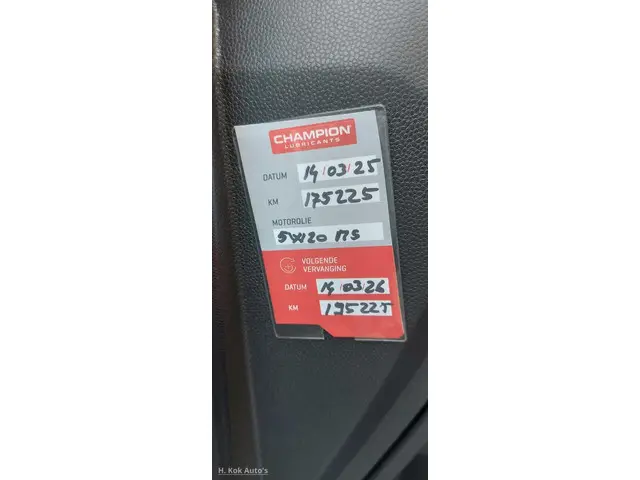 CHAMPION®
LUBRICANTS
DATUM 14/03/25
KM 175225
MOTOROLIE
5W20 MS
VOLGENDE
VERVANGING
DATUM 14/03/26
KM 195225
H. Kok Auto's